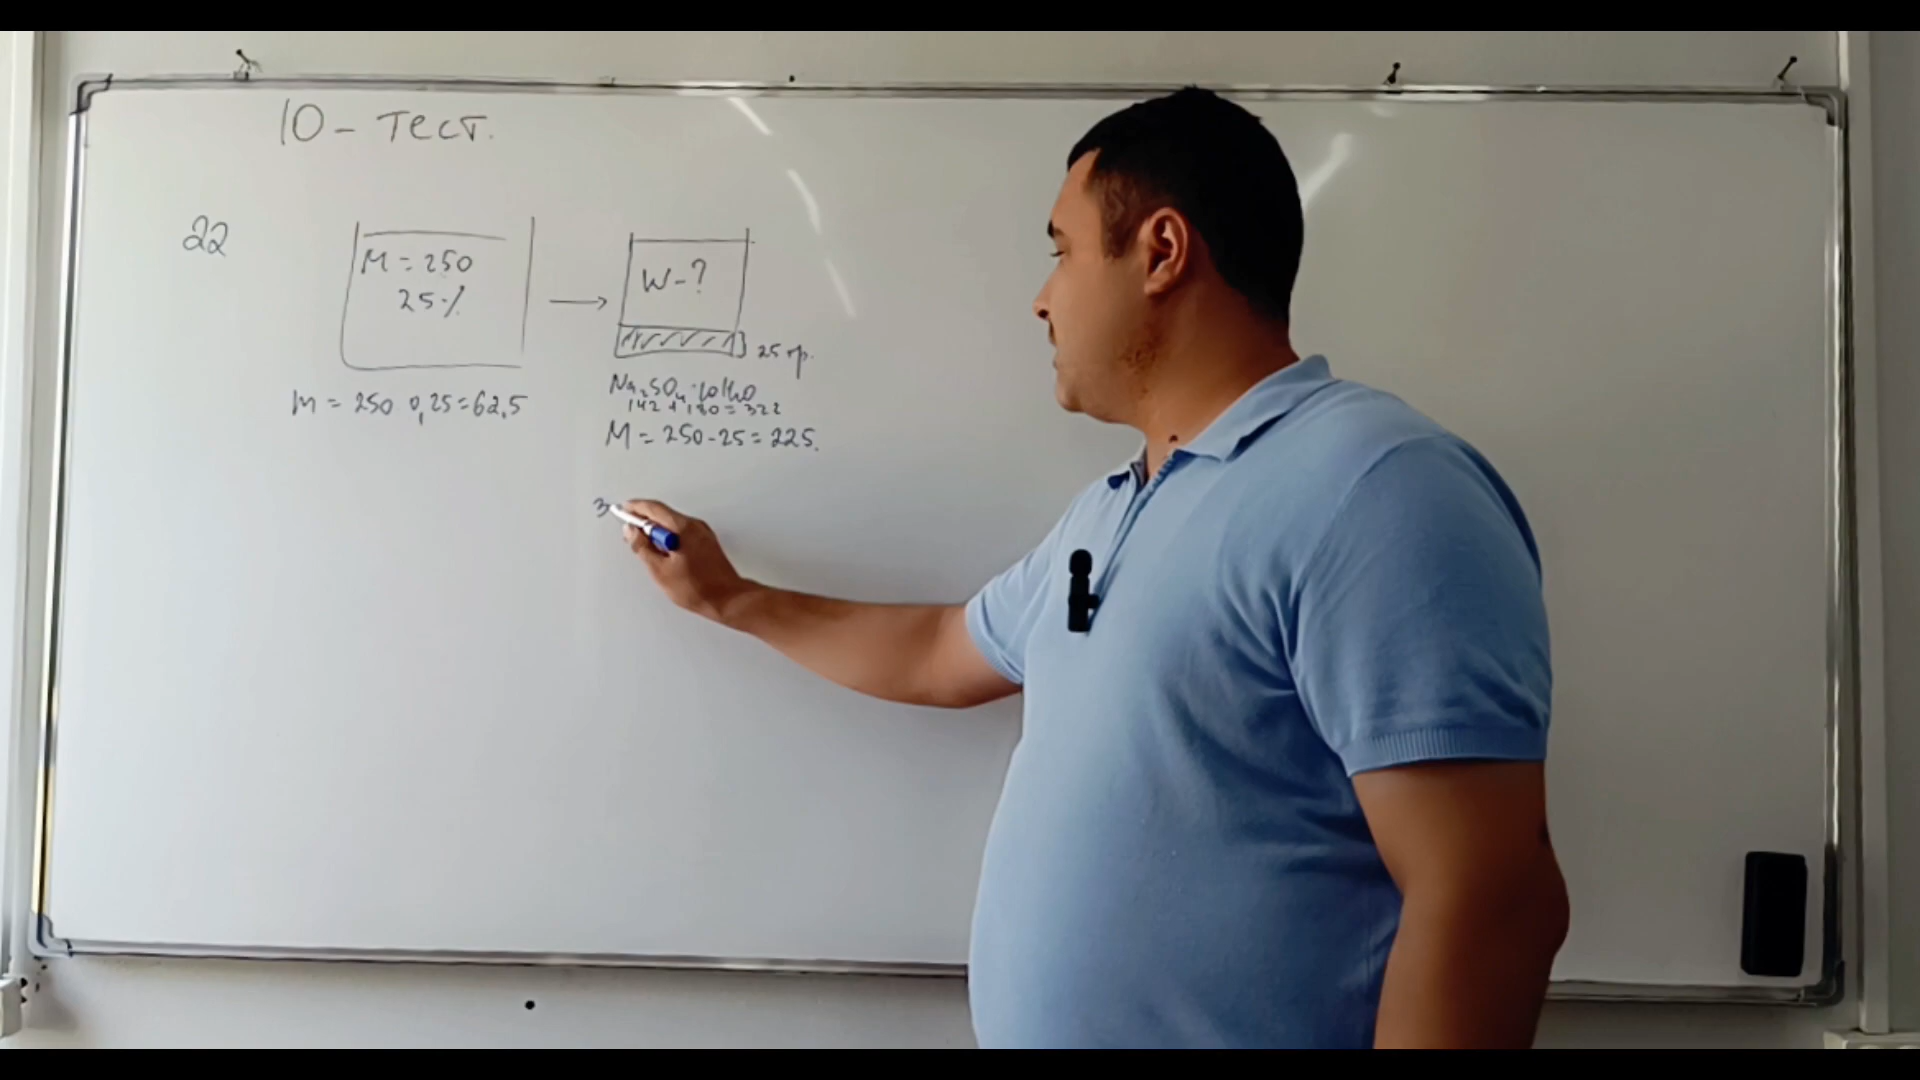 10 - тест.
22
M = 250
25 %
m = 250 0,25 = 62,5
W - ?
25 гр.
Na2SO4·10H2O
142 + 180 = 322
M = 250 - 25 = 225.
3